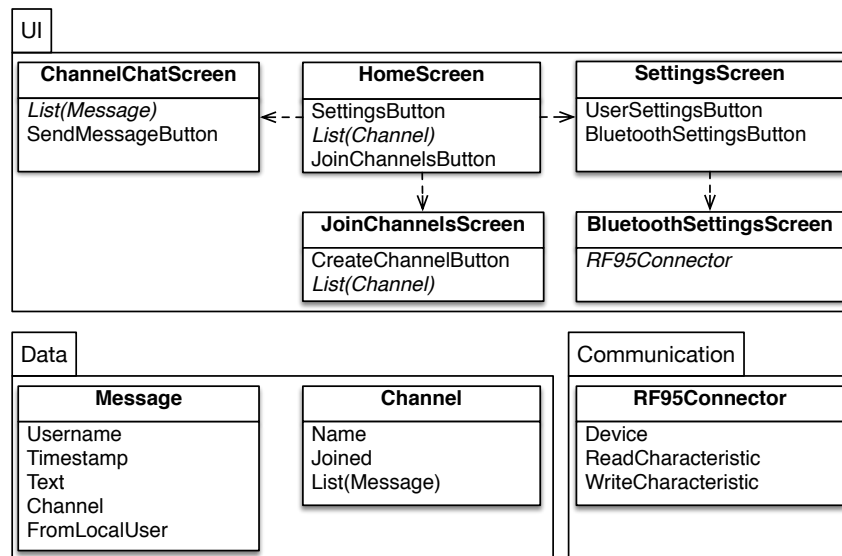 UI
ChannelChatScreen
List(Message)
SendMessageButton
HomeScreen
SettingsButton
List(Channel)
JoinChannelsButton
SettingsScreen
UserSettingsButton
BluetoothSettingsButton
JoinChannelsScreen
CreateChannelButton
List(Channel)
BluetoothSettingsScreen
RF95Connector
Data
Message
Username
Timestamp
Text
Channel
FromLocalUser
Channel
Name
Joined
List(Message)
Communication
RF95Connector
Device
ReadCharacteristic
WriteCharacteristic